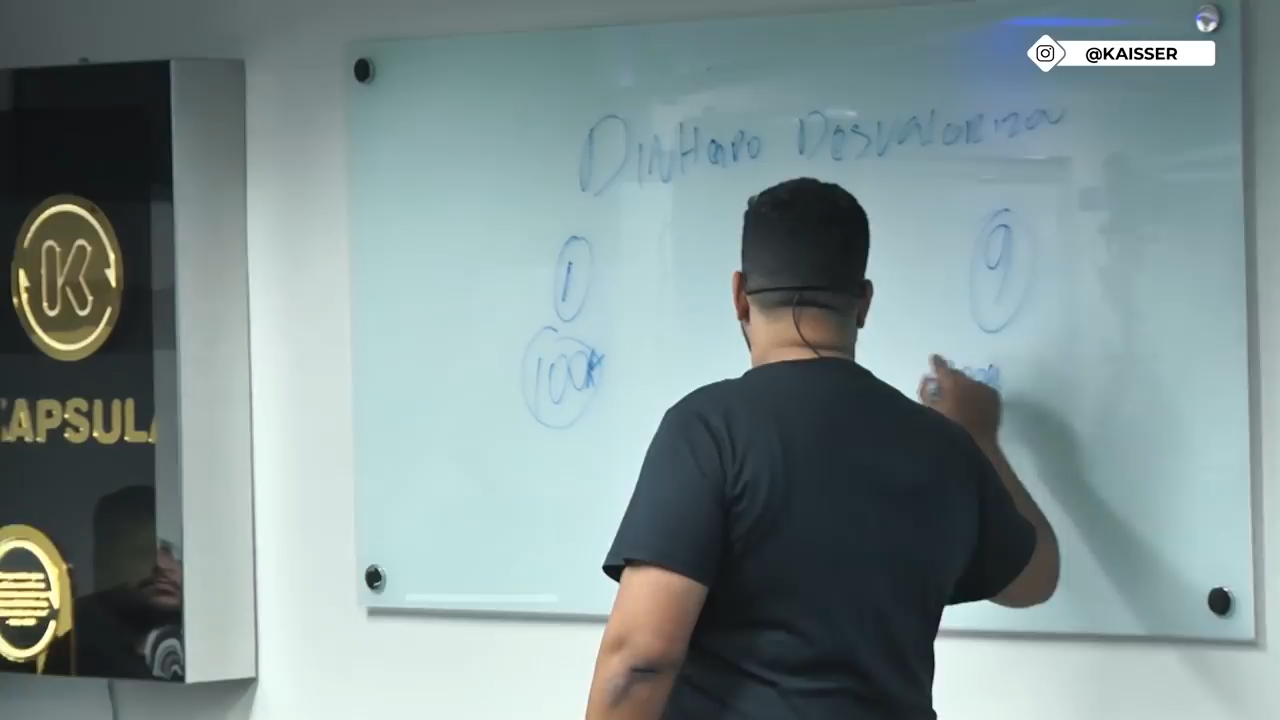 @KAISSER
DINHEIRO DESVALORIZA
1
9
100K
K
KAPSULA